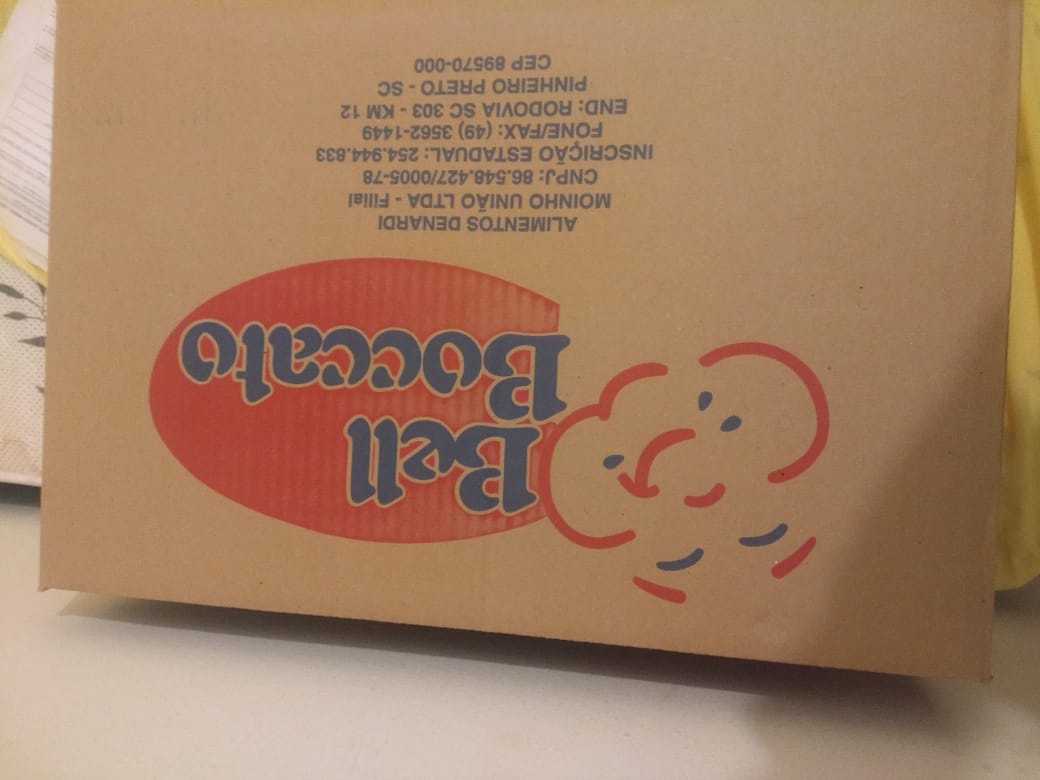 Bell
Boccato
ALIMENTOS DENARDI
MOINHO UNIÃO LTDA - Filial
CNPJ: 86.548.427/0005-78
INSCRIÇÃO ESTADUAL: 254.944.833
FONE/FAX: (49) 3562-1449
END: RODOVIA SC 303 - KM 12
PINHEIRO PRETO - SC
CEP 89570-000